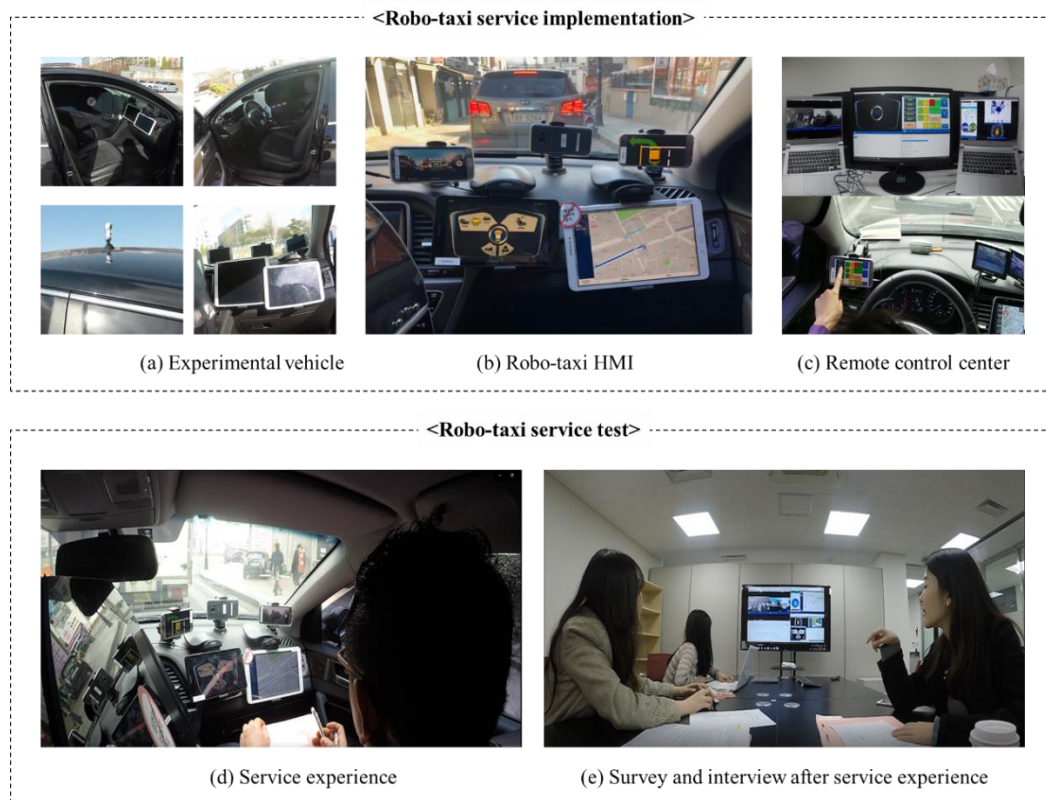 <Robo-taxi service implementation>
(a) Experimental vehicle
(b) Robo-taxi HMI
(c) Remote control center
<Robo-taxi service test>
(d) Service experience
(e) Survey and interview after service experience